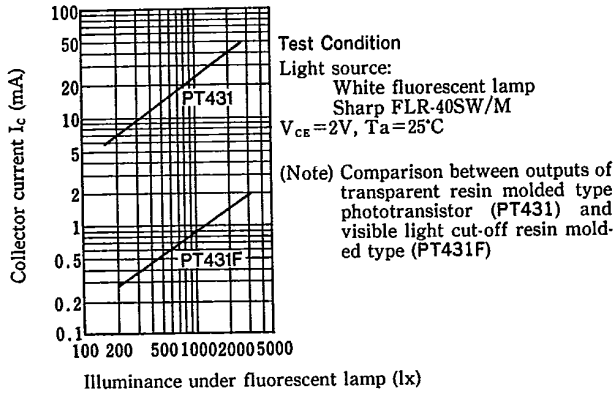 100
50
20
10
5
2
1
0.5
0.2
0.1
Collector current Ic (mA)
PT431
PT431F
100 200 500 1000 2000 5000
Illuminance under fluorescent lamp (lx)
Test Condition
Light source:
White fluorescent lamp
Sharp FLR-40SW/M
VCE=2V, Ta=25°C
(Note) Comparison between outputs of
transparent resin molded type
phototransistor (PT431) and
visible light cut-off resin mold-
ed type (PT431F)